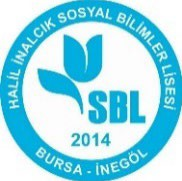 HALİL İNALCIK SOSYAL BİLİMLER LİSESİ
SBL
2014
BURSA - İNEGÖL